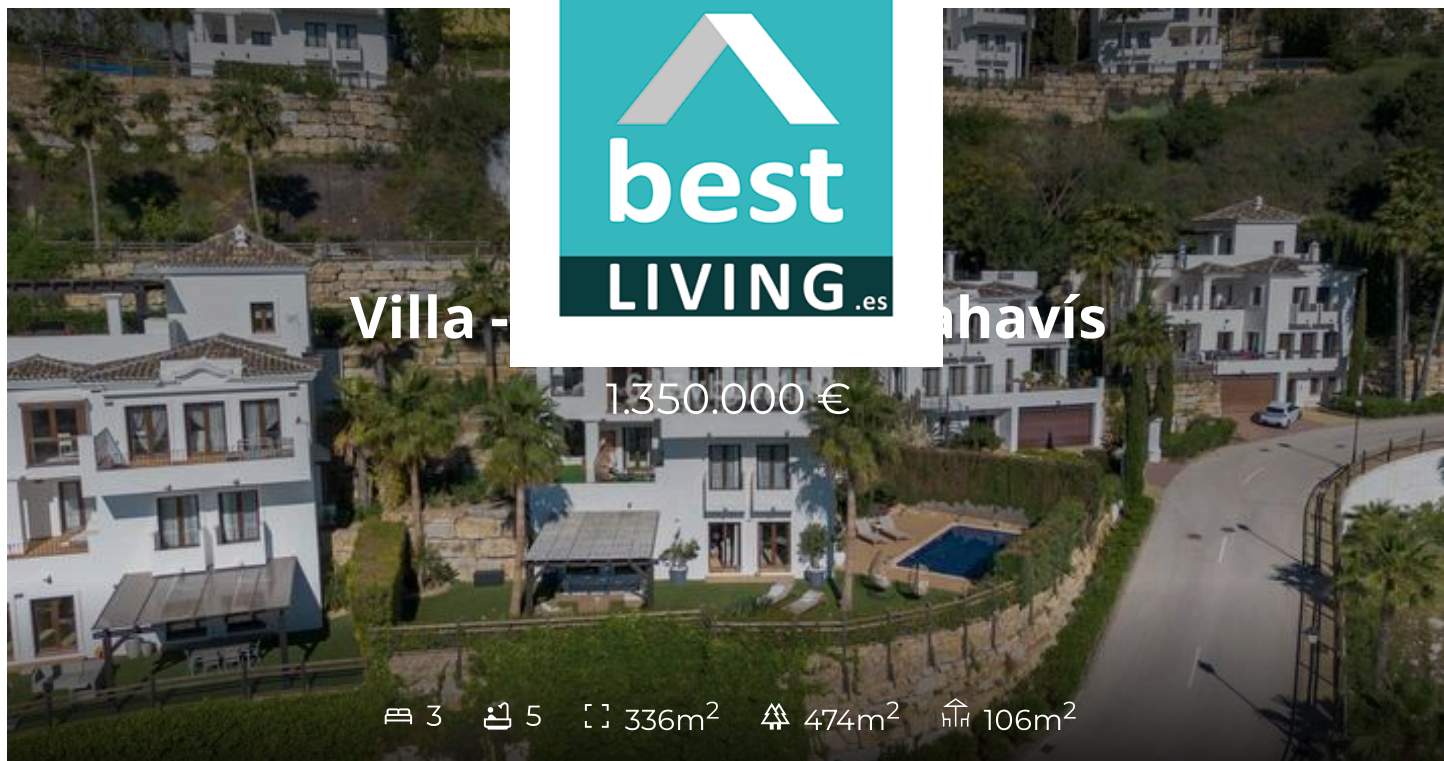 best
LIVING.es
Villa - ahavís
1.350.000 €
3 5 336m² 474m² 106m²